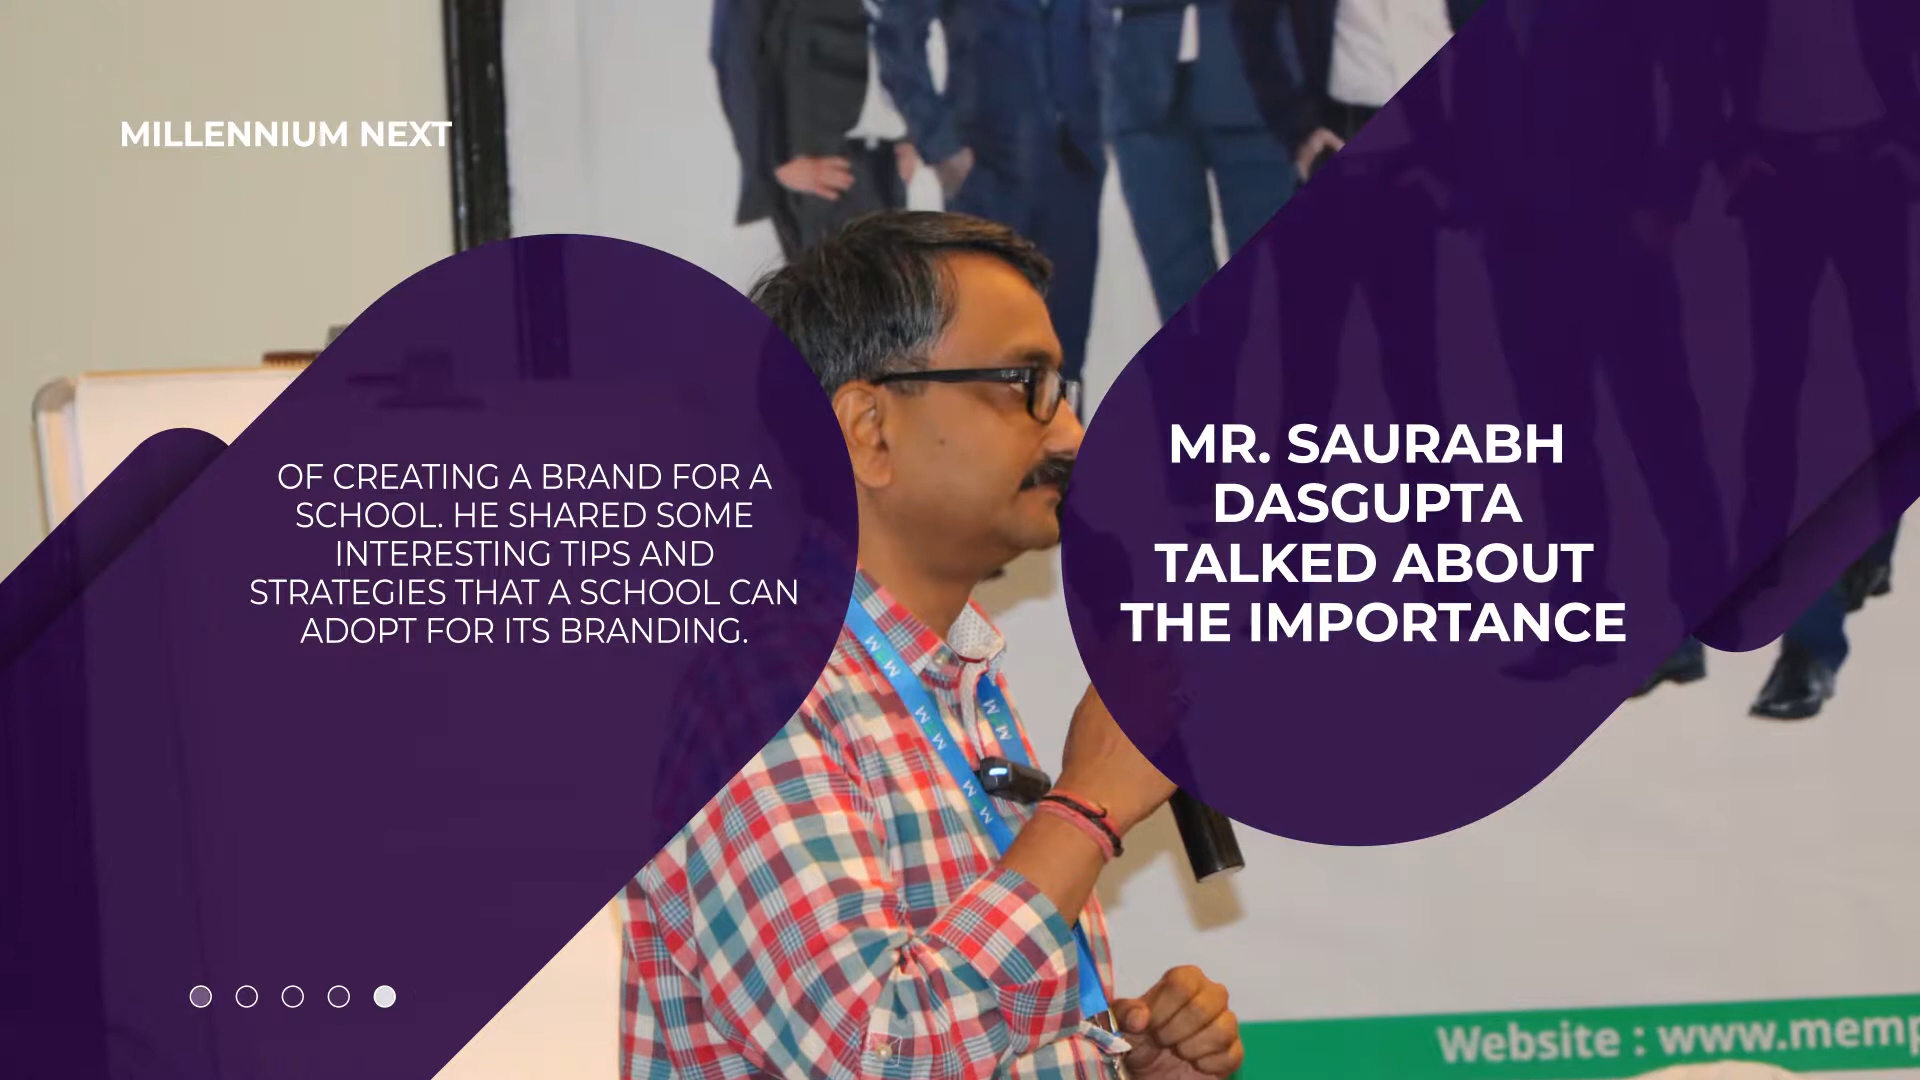 MILLENNIUM NEXT
MR. SAURABH
DASGUPTA
TALKED ABOUT
THE IMPORTANCE
OF CREATING A BRAND FOR A
SCHOOL. HE SHARED SOME
INTERESTING TIPS AND
STRATEGIES THAT A SCHOOL CAN
ADOPT FOR ITS BRANDING.
M M
M M
M M
M M
Website : www.memp